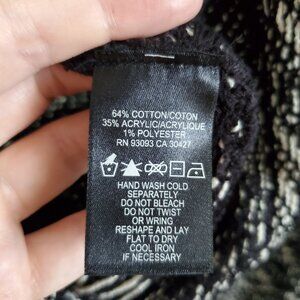 64% COTTON/COTON
35% ACRYLIC/ACRYLIQUE
1% POLYESTER
RN 93093 CA 30427
HAND WASH COLD
SEPARATELY
DO NOT BLEACH
DO NOT TWIST
OR WRING
RESHAPE AND LAY
FLAT TO DRY
COOL IRON
IF NECESSARY